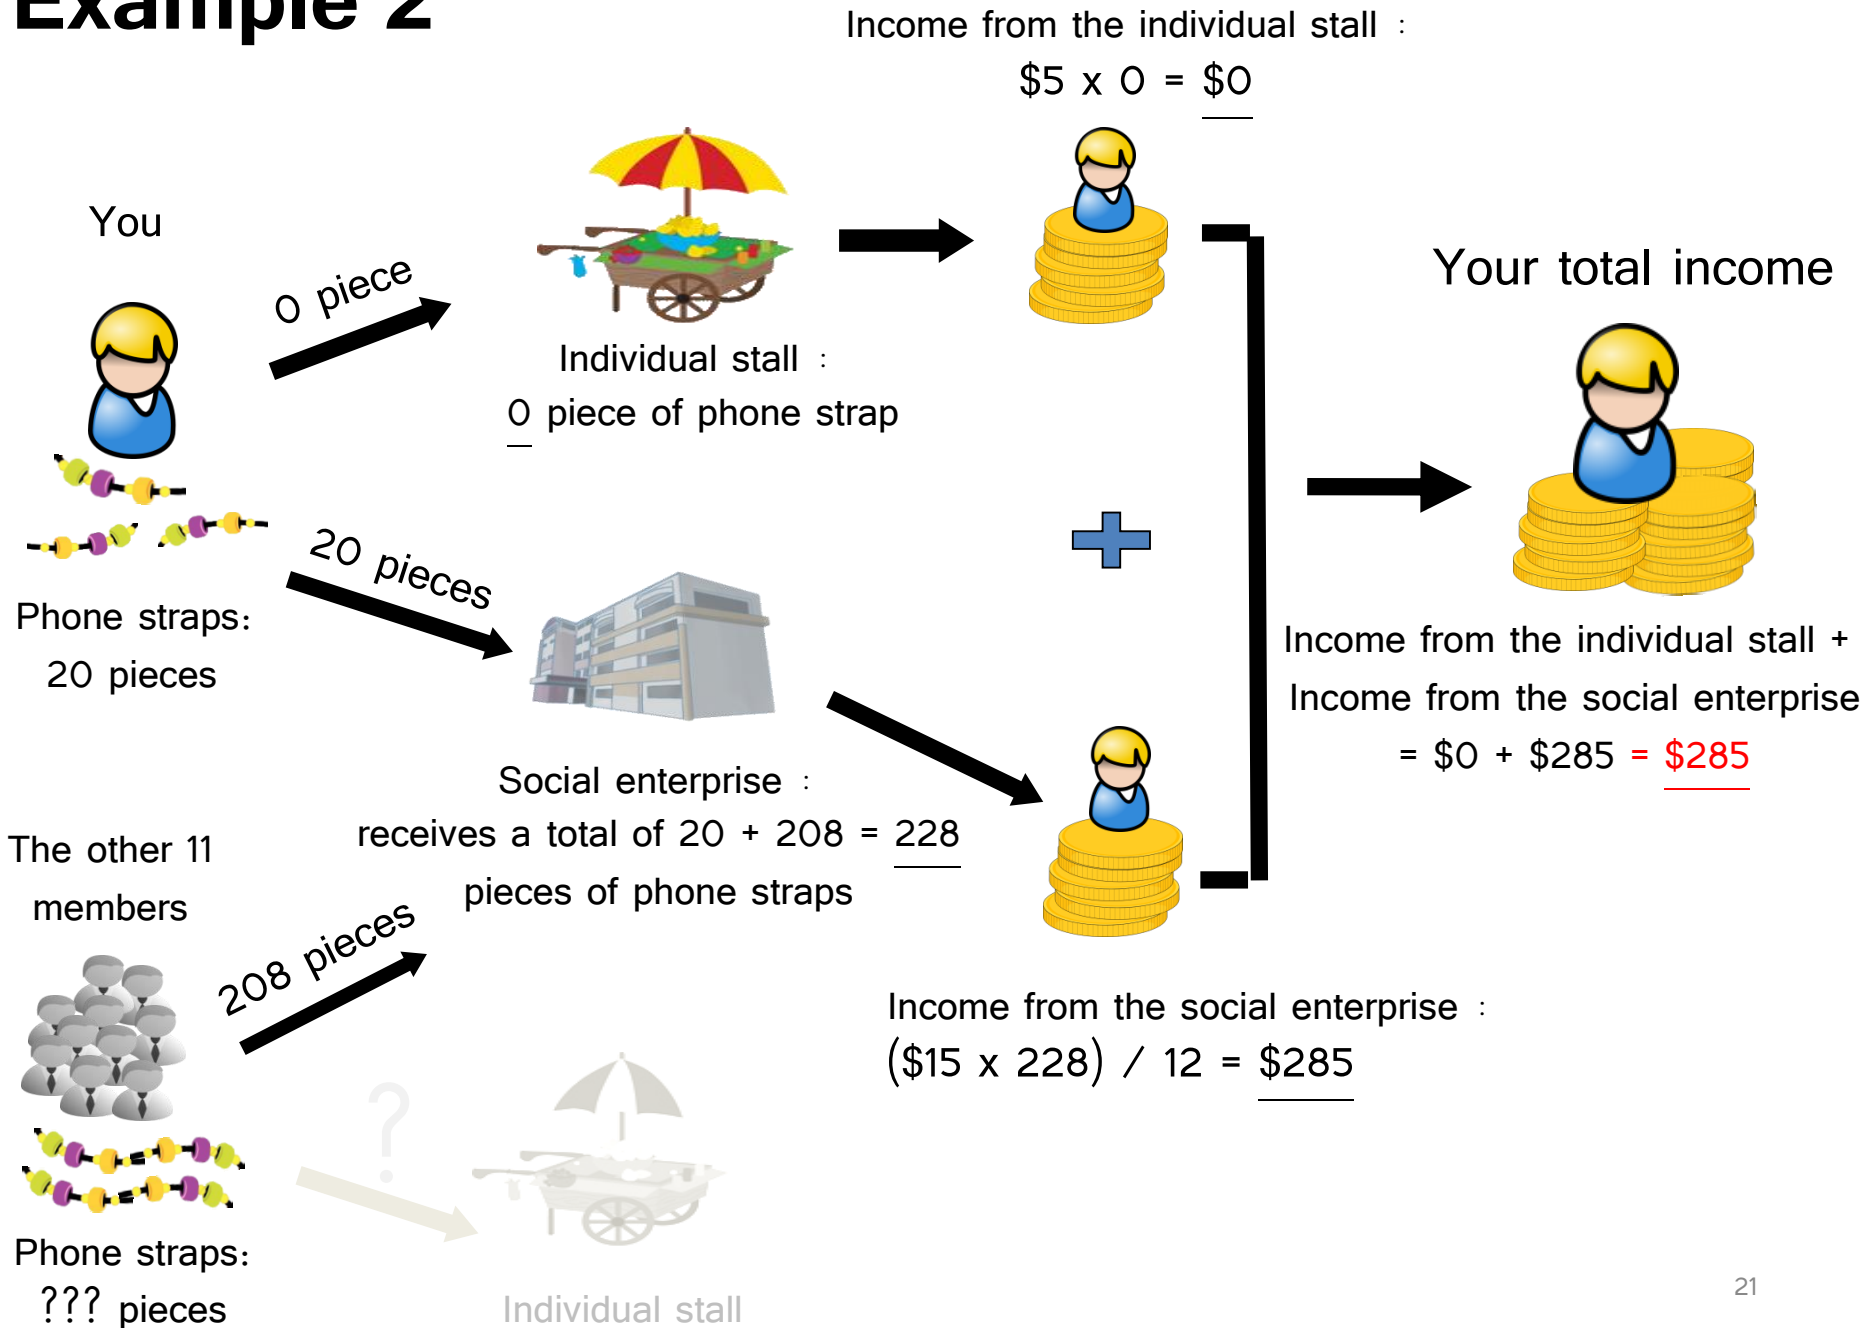 Example 2
Income from the individual stall :
$5 x 0 = $0
You
0 piece
Individual stall :
0 piece of phone strap
Your total income
20 pieces
Phone straps:
20 pieces
Income from the individual stall +
Income from the social enterprise
= $0 + $285 = $285
Social enterprise :
receives a total of 20 + 208 = 228
pieces of phone straps
The other 11
members
208 pieces
Income from the social enterprise :
($15 x 228) / 12 = $285
?
Phone straps:
??? pieces
Individual stall
21